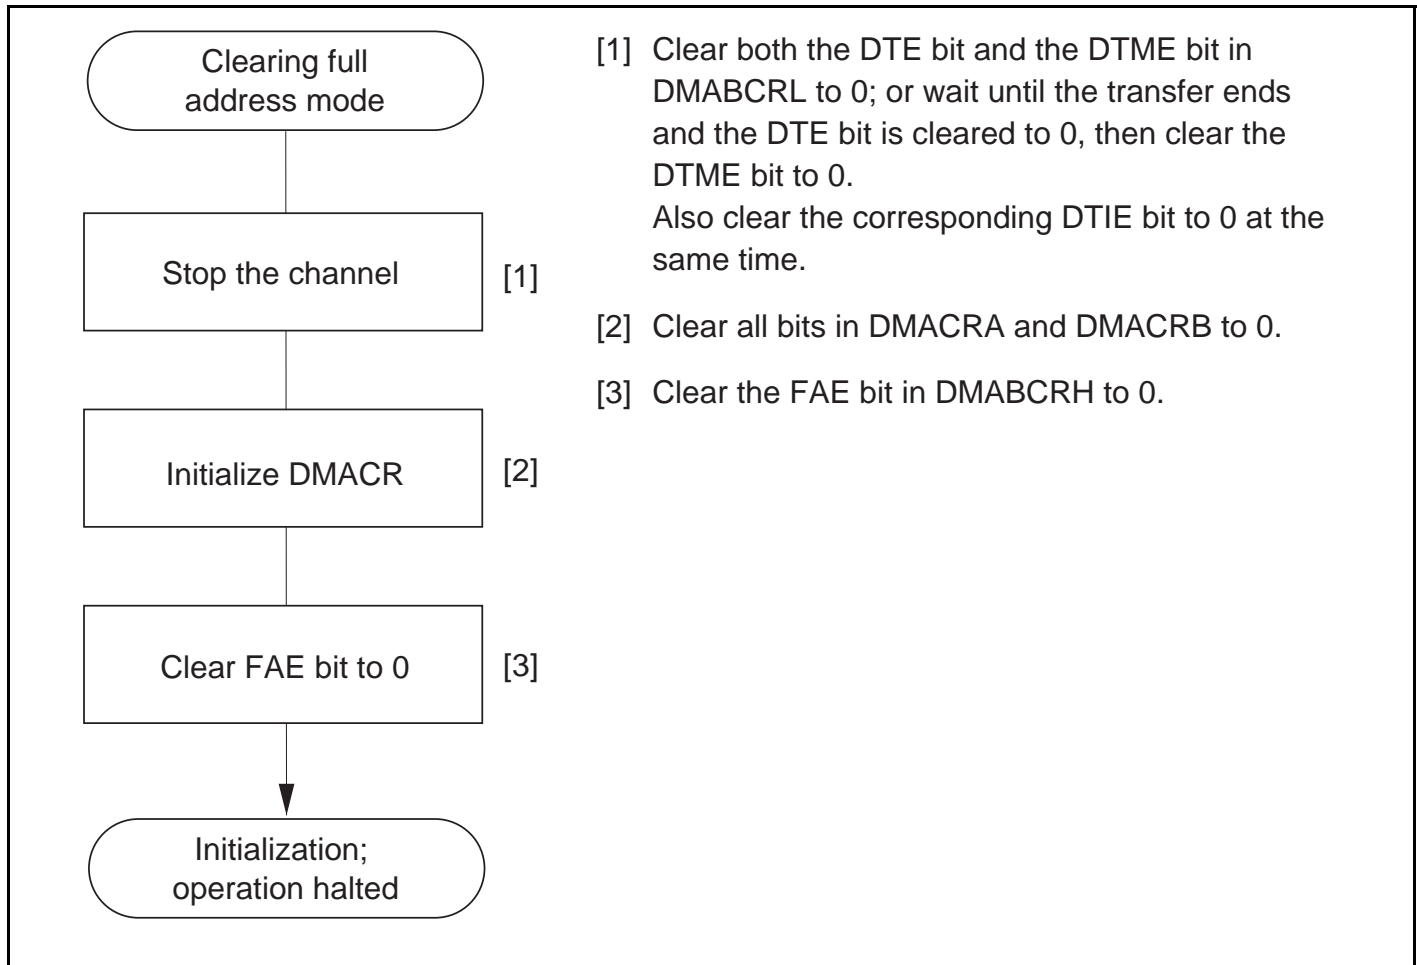 Clearing full
address mode
Stop the channel
[1]
Initialize DMACR
[2]
Clear FAE bit to 0
[3]
Initialization;
operation halted
[1] Clear both the DTE bit and the DTME bit in
DMABCRL to 0; or wait until the transfer ends
and the DTE bit is cleared to 0, then clear the
DTME bit to 0.
Also clear the corresponding DTIE bit to 0 at the
same time.
[2] Clear all bits in DMACRA and DMACRB to 0.
[3] Clear the FAE bit in DMABCRH to 0.